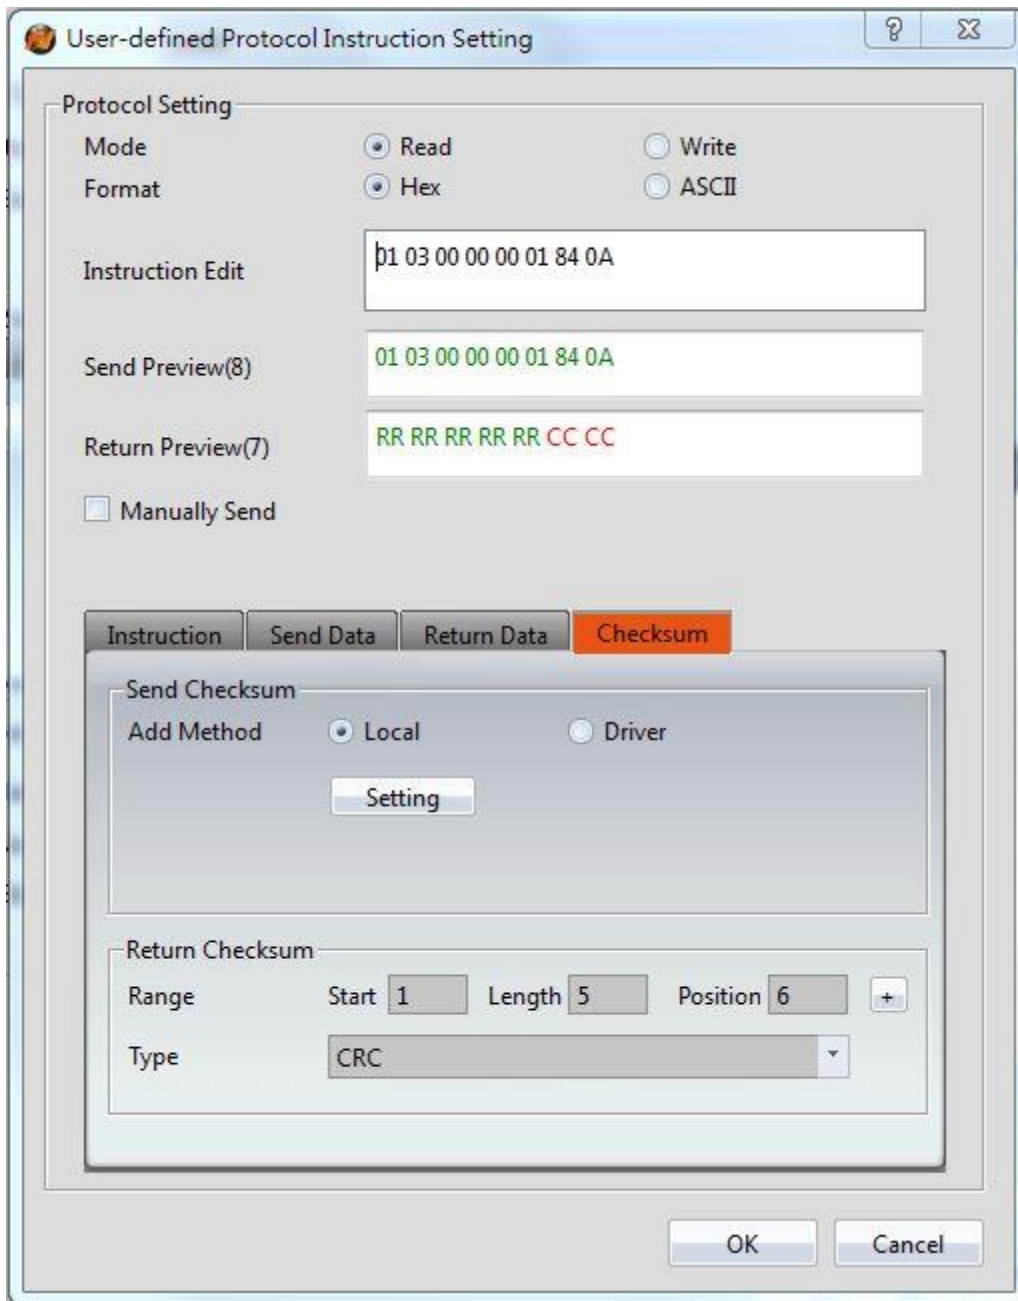 User-defined Protocol Instruction Setting
Protocol Setting
Mode Read Write
Format Hex ASCII
Instruction Edit 01 03 00 00 00 01 84 0A
Send Preview(8) 01 03 00 00 00 01 84 0A
Return Preview(7) RR RR RR RR RR CC CC
Manually Send
Instruction Send Data Return Data Checksum
Send Checksum
Add Method Local Driver
Setting
Return Checksum
Range Start 1 Length 5 Position 6 +
Type CRC
OK Cancel